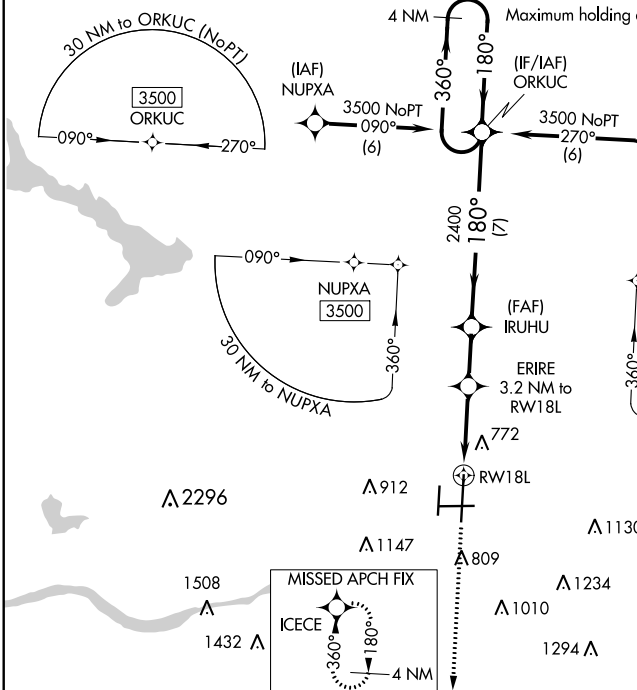 4 NM
Maximum holding
30 NM to ORKUC (NoPT)
3500
ORKUC
090°
270°
(IAF)
NUPXA
3500 NoPT
090°
(6)
360°
180°
(IF/IAF)
ORKUC
3500 NoPT
270°
(6)
2400
180°
(7)
090°
NUPXA
3500
360°
30 NM to NUPXA
(FAF)
IRUHU
ERIRE
3.2 NM to
RW18L
360°
772
RW18L
912
2296
1147
809
1130
1508
1432
MISSED APCH FIX
ICECE
360°
180°
4 NM
1234
1010
1294